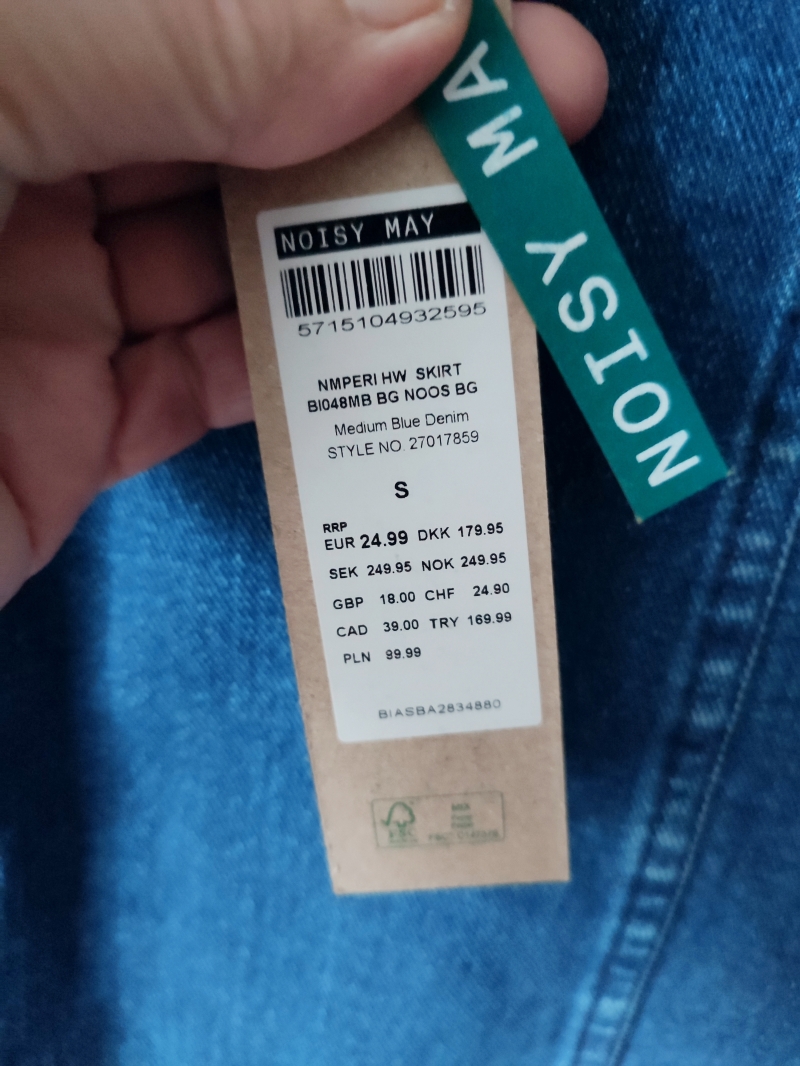 NOISY MA
NOISY MAY
5715104932595
NMPERI HW SKIRT
BI048MB BG NOOS BG
Medium Blue Denim
STYLE NO. 27017859
S
RRP
EUR 24.99 DKK 179.95
SEK 249.95 NOK 249.95
GBP 18.00 CHF 24.90
CAD 39.00 TRY 169.99
PLN 99.99
BIASBA2834880
FSC
MIX